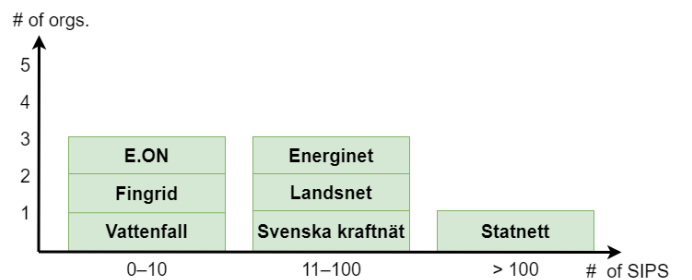 # of orgs.
5
4
3
2
1
E.ON
Energinet
Fingrid
Landsnet
Vattenfall
Svenska kraftnät
Statnett
0–10
11–100
> 100
# of SIPS